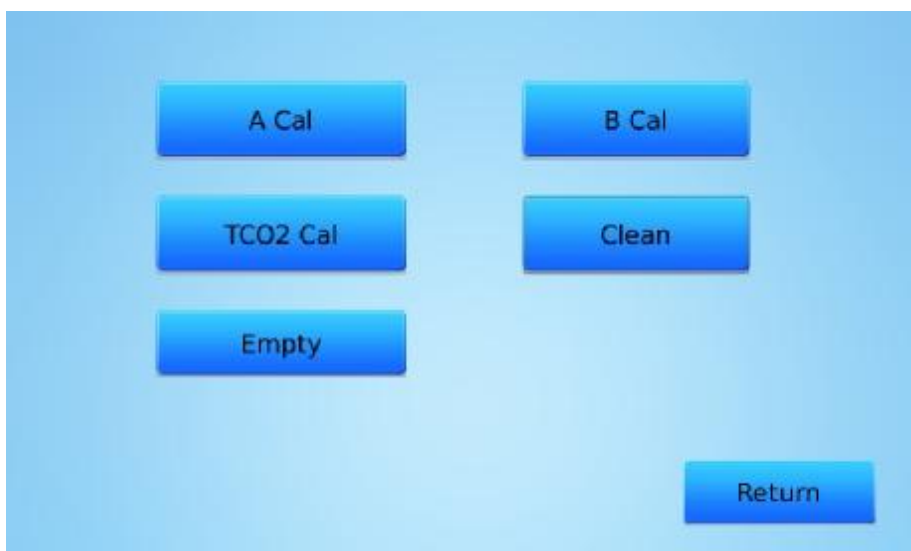 A Cal
B Cal
TCO2 Cal
Clean
Empty
Return